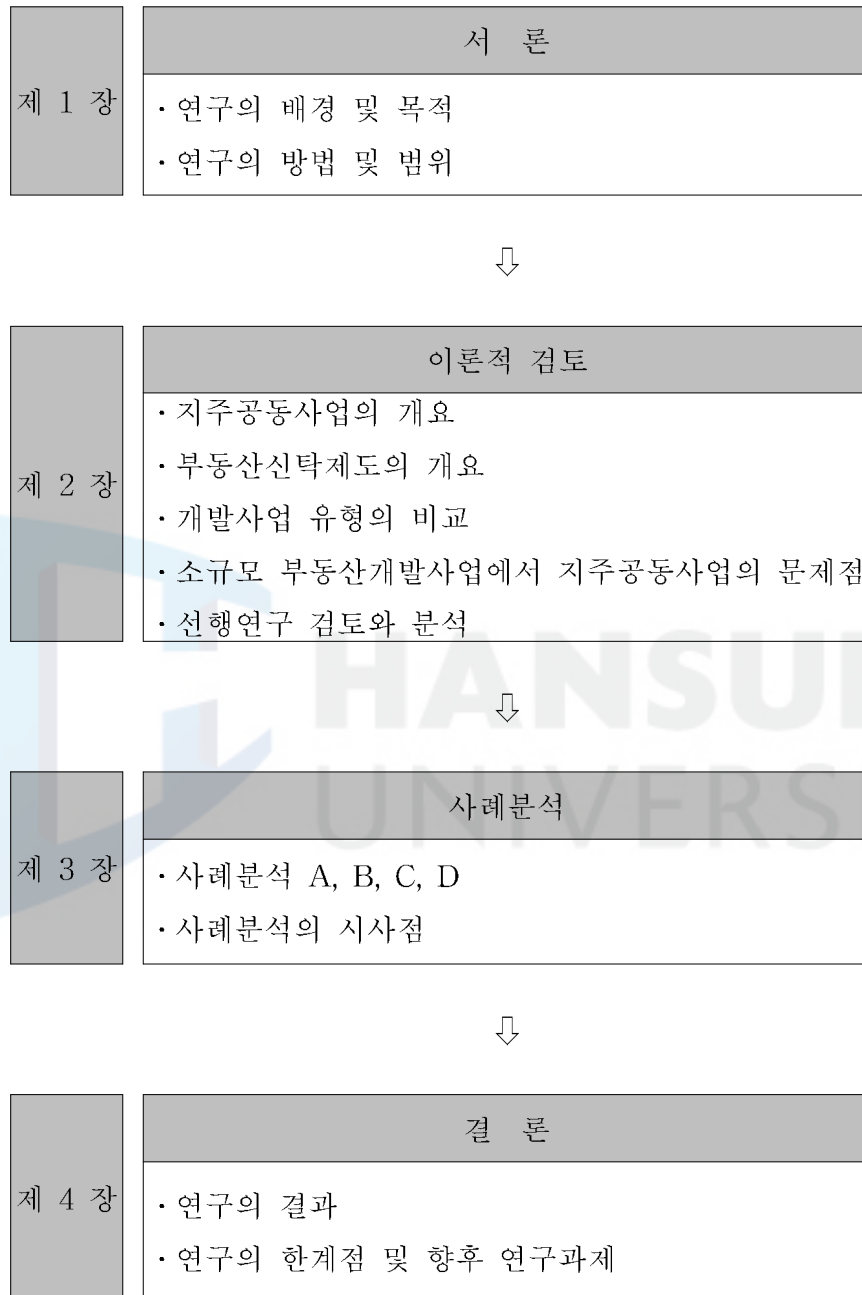 서 론
제 1 장
· 연구의 배경 및 목적
· 연구의 방법 및 범위
⇩
이론적 검토
제 2 장
· 지주공동사업의 개요
· 부동산신탁제도의 개요
· 개발사업 유형의 비교
· 소규모 부동산개발사업에서 지주공동사업의 문제점
· 선행연구 검토와 분석
HANSU
UNIVERS
⇩
사례분석
제 3 장
· 사례분석 A, B, C, D
· 사례분석의 시사점
⇩
결 론
제 4 장
· 연구의 결과
· 연구의 한계점 및 향후 연구과제